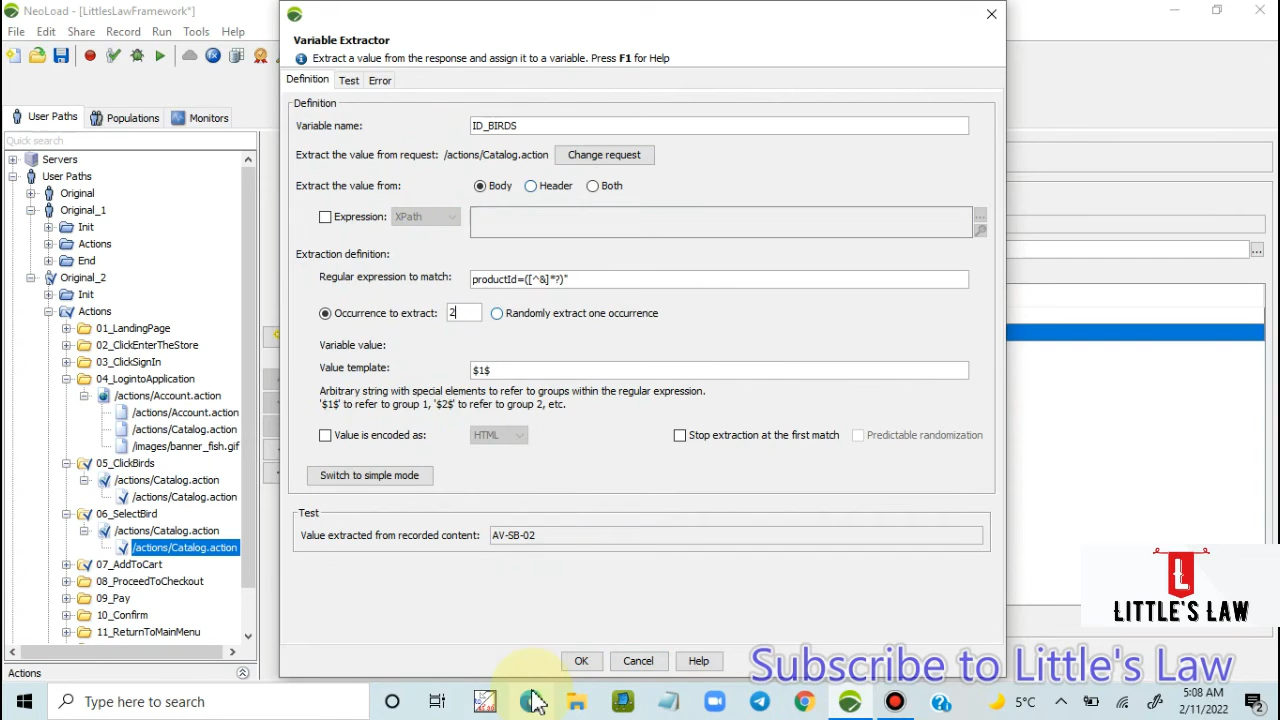 NeoLoad - [LittlesLawFramework*]
File Edit Share Record Run Tools Help
User Paths Populations Monitors
Quick search
Servers
User Paths
Original
Original_1
Init
Actions
End
Original_2
Init
Actions
01_LandingPage
02_ClickEnterTheStore
03_ClickSignIn
04_LogintoApplication
/actions/Account.action
/actions/Account.action
/actions/Catalog.action
/images/banner_fish.gif
05_ClickBirds
/actions/Catalog.action
/actions/Catalog.action
06_SelectBird
/actions/Catalog.action
/actions/Catalog.action
07_AddToCart
08_ProceedToCheckout
09_Pay
10_Confirm
11_ReturnToMainMenu
Actions
Variable Extractor
Extract a value from the response and assign it to a variable. Press F1 for Help
Definition Test Error
Definition
Variable name: ID_BIRDS
Extract the value from request: /actions/Catalog.action Change request
Extract the value from: Body Header Both
Expression: XPath
Extraction definition:
Regular expression to match: productId=([^&]*?)"
Occurrence to extract: 2 Randomly extract one occurrence
Variable value:
Value template: $1$
Arbitrary string with special elements to refer to groups within the regular expression.
'$1$' to refer to group 1, '$2$' to refer to group 2, etc.
Value is encoded as: HTML Stop extraction at the first match Predictable randomization
Switch to simple mode
Test
Value extracted from recorded content: AV-SB-02
OK Cancel Help
LITTLE'S LAW
Subscribe to Little's Law
Type here to search
5°C
5:08 AM
2/11/2022
2